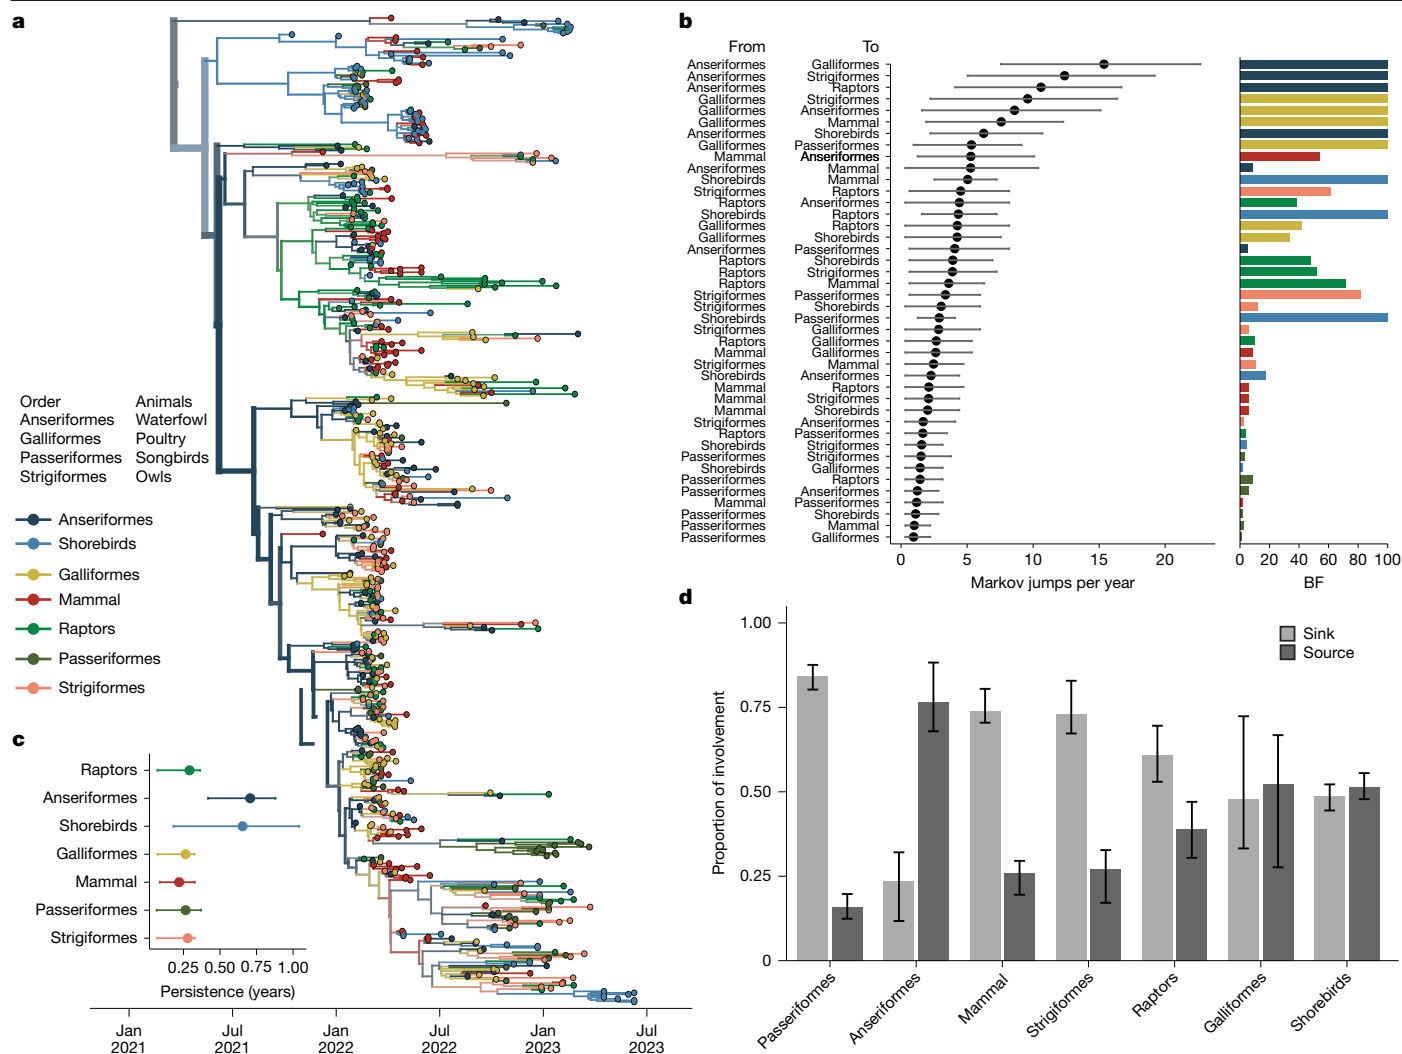 a
Order Animals
Anseriformes Waterfowl
Galliformes Poultry
Passeriformes Songbirds
Strigiformes Owls
Anseriformes
Shorebirds
Galliformes
Mammal
Raptors
Passeriformes
Strigiformes
Jan 2021
Jul 2021
Jan 2022
Jul 2022
Jan 2023
Jul 2023
b
From To
Anseriformes Galliformes
Anseriformes Strigiformes
Anseriformes Raptors
Galliformes Strigiformes
Galliformes Anseriformes
Galliformes Mammal
Anseriformes Shorebirds
Galliformes Passeriformes
Mammal Anseriformes
Anseriformes Mammal
Shorebirds Mammal
Strigiformes Raptors
Raptors Anseriformes
Shorebirds Raptors
Galliformes Raptors
Galliformes Shorebirds
Anseriformes Passeriformes
Raptors Shorebirds
Raptors Strigiformes
Raptors Mammal
Strigiformes Passeriformes
Strigiformes Shorebirds
Shorebirds Passeriformes
Strigiformes Galliformes
Raptors Galliformes
Mammal Galliformes
Strigiformes Mammal
Shorebirds Anseriformes
Mammal Raptors
Mammal Strigiformes
Mammal Shorebirds
Strigiformes Anseriformes
Raptors Passeriformes
Shorebirds Strigiformes
Passeriformes Strigiformes
Shorebirds Galliformes
Passeriformes Raptors
Passeriformes Anseriformes
Mammal Passeriformes
Passeriformes Shorebirds
Passeriformes Mammal
Passeriformes Galliformes
0 5 10 15 20
Markov jumps per year
0 20 40 60 80 100
BF
c
Raptors
Anseriformes
Shorebirds
Galliformes
Mammal
Passeriformes
Strigiformes
0.25 0.50 0.75 1.00
Persistence (years)
d
Sink
Source
Proportion of involvement
1.00
0.75
0.50
0.25
0
Passeriformes
Anseriformes
Mammal
Strigiformes
Raptors
Galliformes
Shorebirds